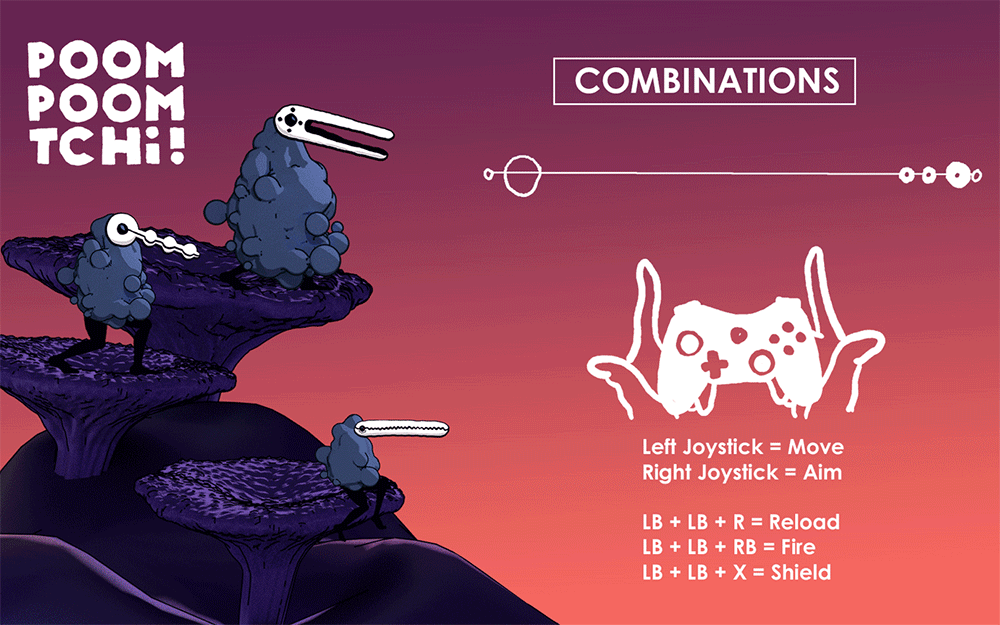 POOM
POOM
TCHi!
COMBINATIONS
Left Joystick = Move
Right Joystick = Aim
LB + LB + R = Reload
LB + LB + RB = Fire
LB + LB + X = Shield